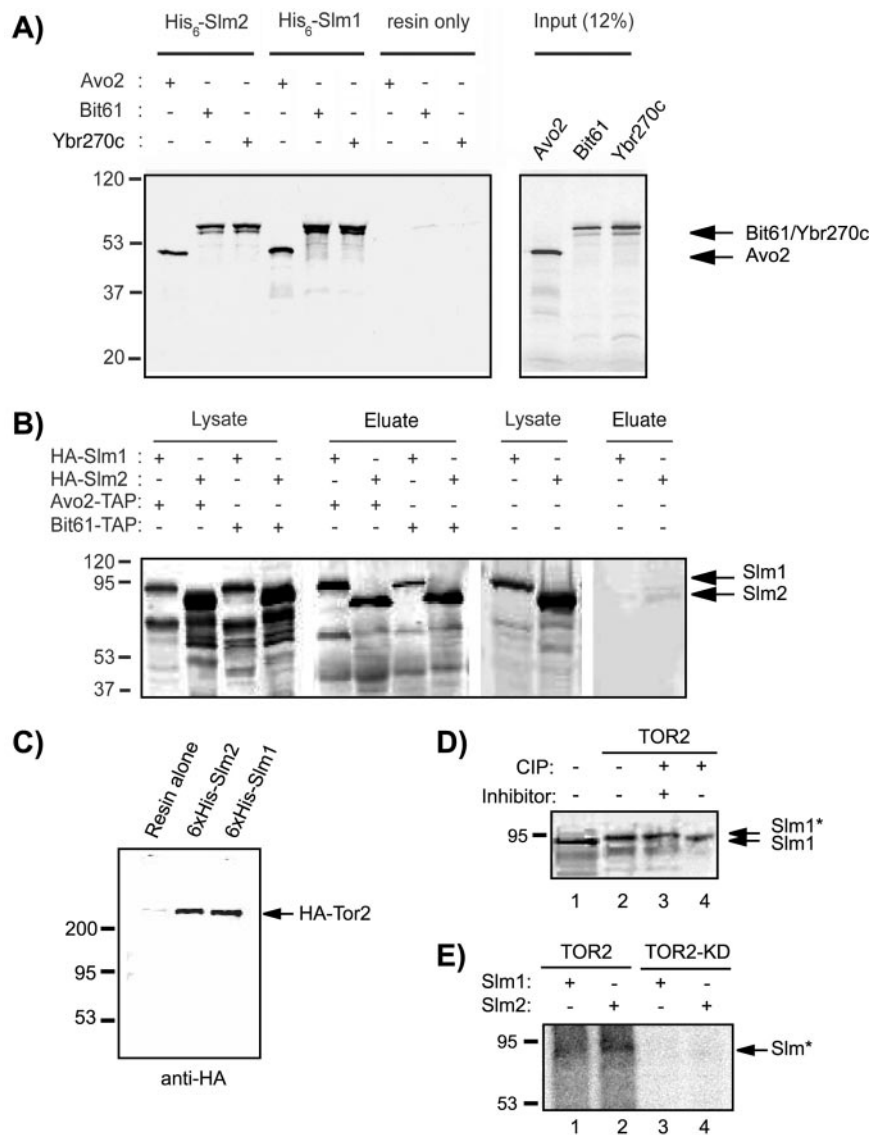 A)
His6-Slm2 His6-Slm1 resin only Input (12%)
Avo2 : + - - + - - + - -
Bit61 : - + - - + - - + -
Ybr270c : - - + - - + - - +
Avo2 Bit61 Ybr270c
120
53
37
20
Bit61/Ybr270c
Avo2
B)
Lysate Eluate Lysate Eluate
HA-Slm1 : + - + - + - + - + - + -
HA-Slm2 : - + - + - + - + - + - +
Avo2-TAP: + + - - + + - - - - - -
Bit61-TAP: - - + + - - + + - - - -
120
95
53
37
Slm1
Slm2
C)
Resin alone
6xHis-Slm2
6xHis-Slm1
200
95
53
HA-Tor2
anti-HA
D)
TOR2
CIP: - - + +
Inhibitor: - - + -
95
Slm1*
Slm1
1 2 3 4
E)
TOR2 TOR2-KD
Slm1: + - + -
Slm2: - + - +
95
53
Slm*
1 2 3 4